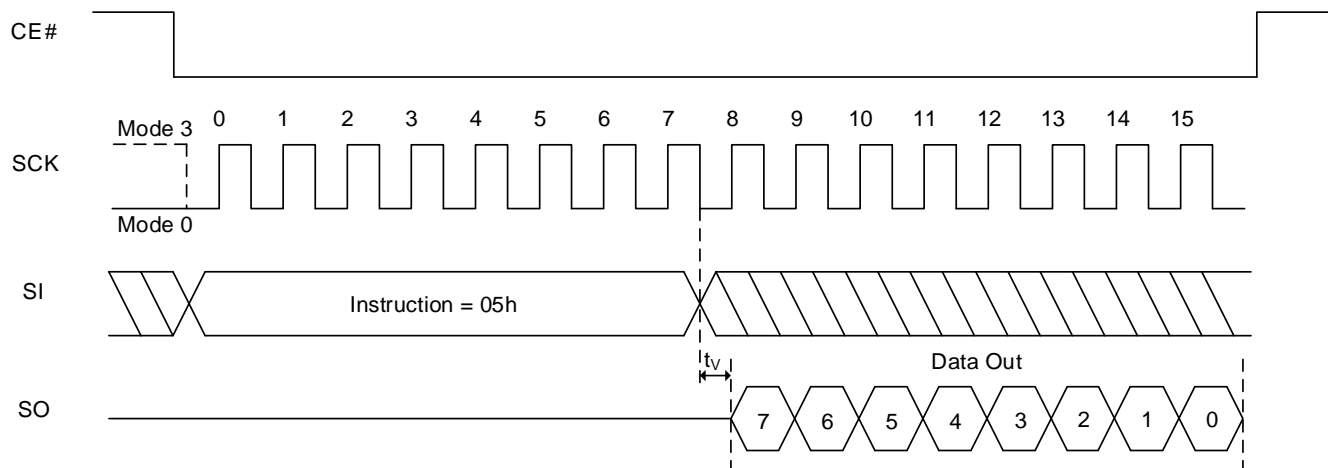 CE#
Mode 3
0 1 2 3 4 5 6 7 8 9 10 11 12 13 14 15
SCK
Mode 0
SI
Instruction = 05h
tV
Data Out
SO
7 6 5 4 3 2 1 0